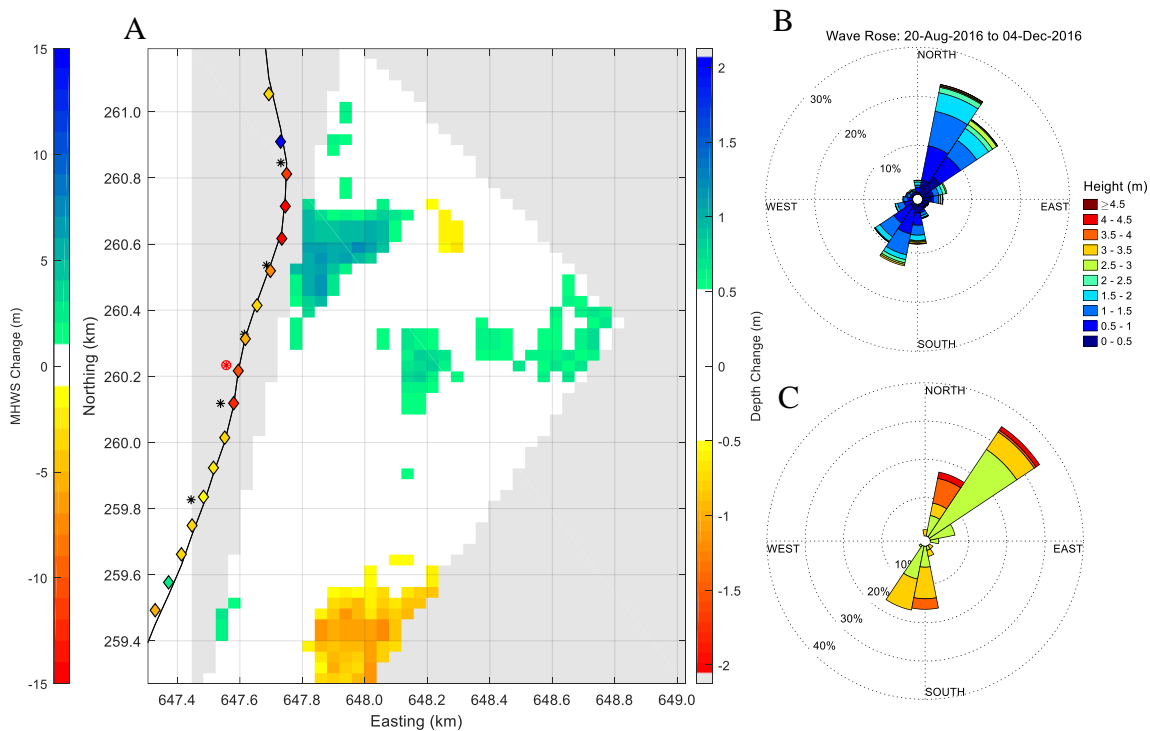 A
15
10
5
0
-5
-10
-15
MHWS Change (m)
261.0
260.8
260.6
260.4
260.2
260.0
259.8
259.6
259.4
Northing (km)
647.4
647.6
648.0
648.2
648.4
648.6
648.8
649.0
Easting (km)
2
1.5
1
0.5
0
-0.5
-1
-1.5
-2
Depth Change (m)
B
Wave Rose: 20-Aug-2016 to 04-Dec-2016
NORTH
30%
20%
10%
WEST
EAST
SOUTH
Height (m)
≥4.5
4 - 4.5
3.5 - 4
3 - 3.5
2.5 - 3
2 - 2.5
1.5 - 2
1 - 1.5
0.5 - 1
0 - 0.5
C
NORTH
WEST
EAST
10%
20%
30%
40%
SOUTH